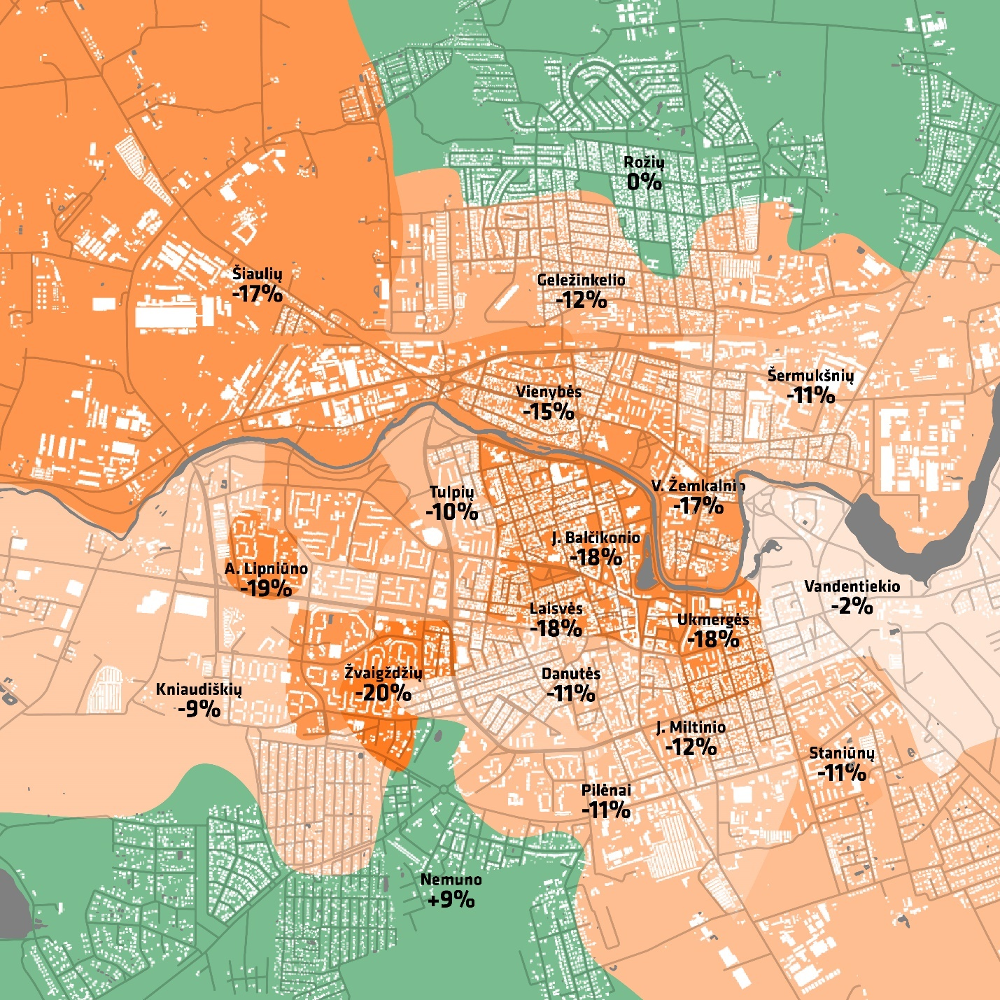 Rožių
0%
Šiaulių
-17%
Geležinkelio
-12%
Šermukšnių
-11%
Vienybės
-15%
Tulpių
-10%
V. Žemkalnio
-17%
J. Balčikonio
-18%
A. Lipniūno
-19%
Vandentiekio
-2%
Laisvės
-18%
Ukmergės
-18%
Žvaigždžių
-20%
Danutės
-11%
Kniaudiškių
-9%
J. Miltinio
-12%
Staniūnų
-11%
Pilėnai
-11%
Nemuno
+9%